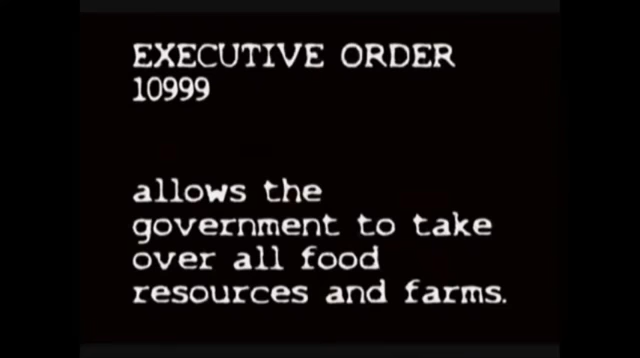 EXECUTIVE ORDER
10999
allows the
government to take
over all food
resources and farms.